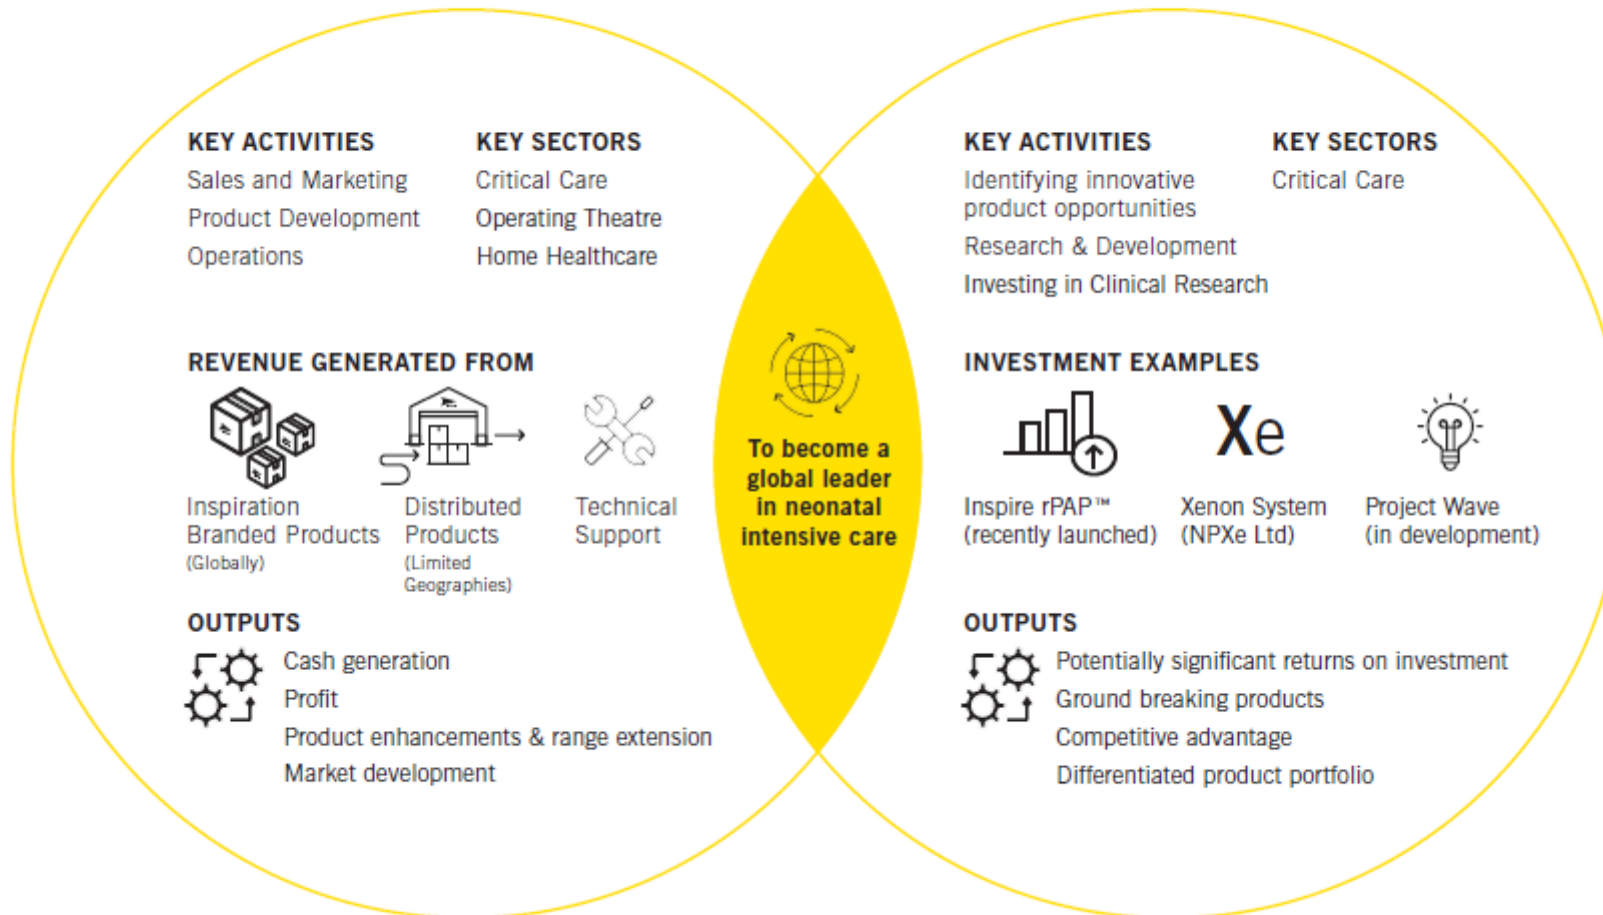 KEY ACTIVITIES
Sales and Marketing
Product Development
Operations
KEY SECTORS
Critical Care
Operating Theatre
Home Healthcare
REVENUE GENERATED FROM
Inspiration
Branded Products
(Globally)
Distributed
Products
(Limited
Geographies)
Technical
Support
OUTPUTS
Cash generation
Profit
Product enhancements & range extension
Market development
To become a
global leader
in neonatal
intensive care
KEY ACTIVITIES
Identifying innovative
product opportunities
Research & Development
Investing in Clinical Research
KEY SECTORS
Critical Care
INVESTMENT EXAMPLES
Inspire rPAP™
(recently launched)
Xe
Xenon System
(NPXe Ltd)
Project Wave
(in development)
OUTPUTS
Potentially significant returns on investment
Ground breaking products
Competitive advantage
Differentiated product portfolio